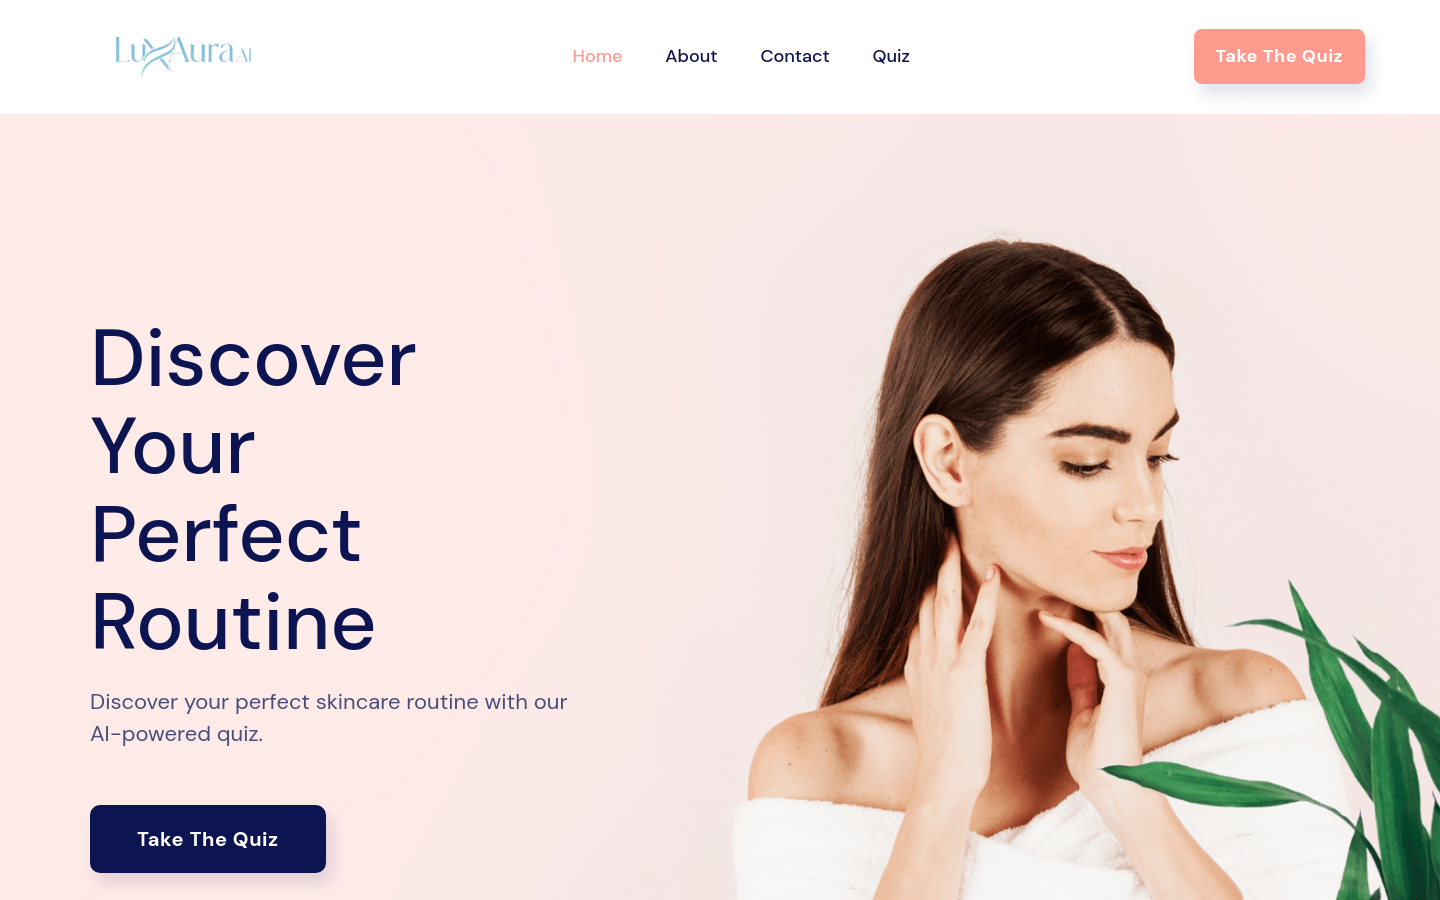 LuxAura AI
Home
About
Contact
Quiz
Take The Quiz
Discover
Your
Perfect
Routine
Discover your perfect skincare routine with our
AI-powered quiz.
Take The Quiz